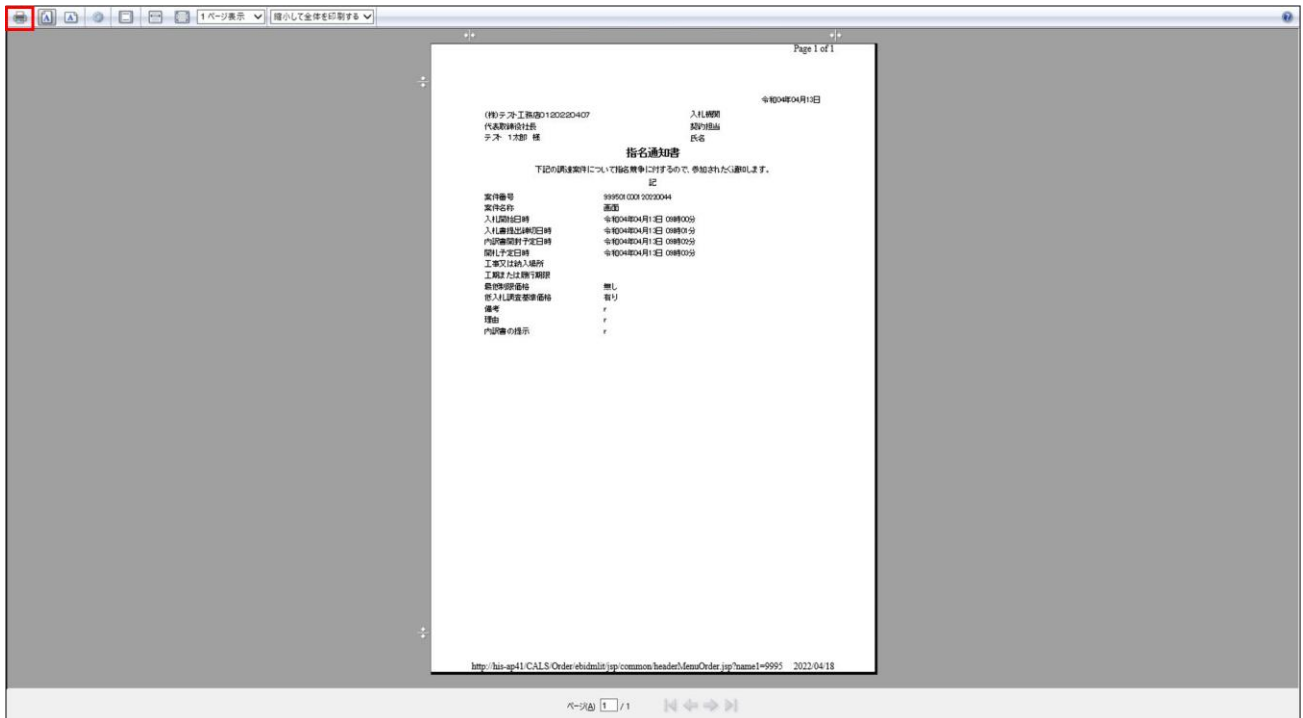 1 ページ表示
縮小して全体を印刷する
Page 1 of 1
令和04年04月13日
(株)テスト工務店0120220407 入札機関
代表取締役社長 契約担当
テスト 1太郎 様 氏名
指名通知書
下記の調達案件について指名競争に付するので、参加されたく通知します。
記
案件番号
案件名称 画面
入札開始日時 令和04年04月13日 09時00分
入札書提出締切日時 令和04年04月13日 09時01分
内訳書開封予定日時 令和04年04月13日 09時02分
開札予定日時 令和04年04月13日 09時02分
工事又は納入場所
工期または履行期限
最低制限価格 無し
低入札調査基準価格 有り
備考 r
理由 r
内訳書の提示 r
http://his-ap41/CALS/Order/ebidmlit/jsp/common/headerMenuOrder.jsp?name1=9995 2022/04/18
ページ(A) 1 / 1